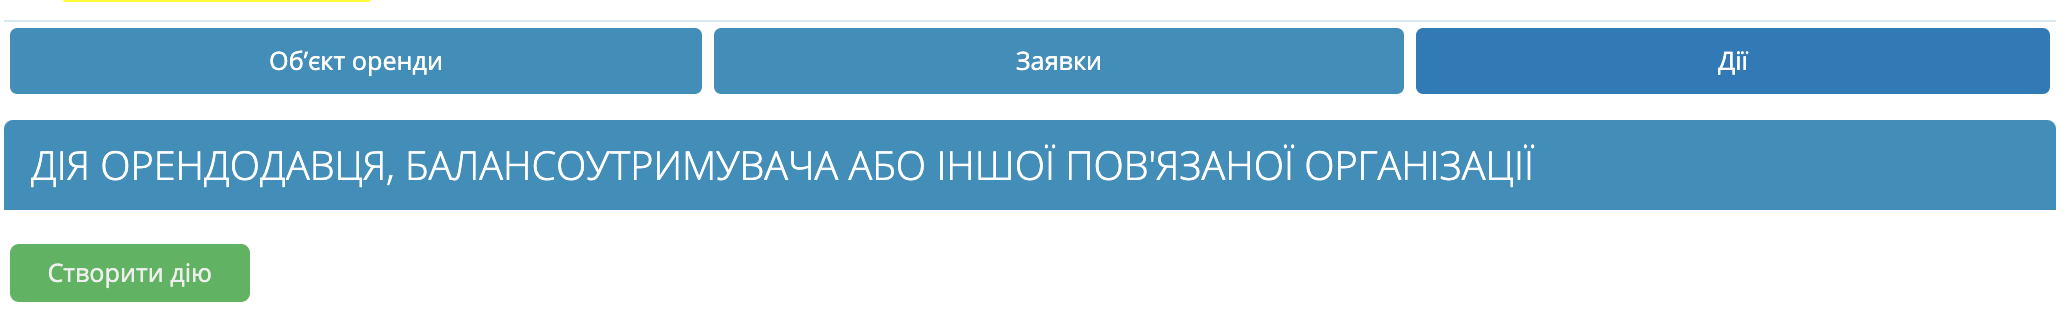 Об’єкт оренди
Заявки
Дії
ДІЯ ОРЕНДОДАВЦЯ, БАЛАНСОУТРИМУВАЧА АБО ІНШОЇ ПОВ'ЯЗАНОЇ ОРГАНІЗАЦІЇ
Створити дію